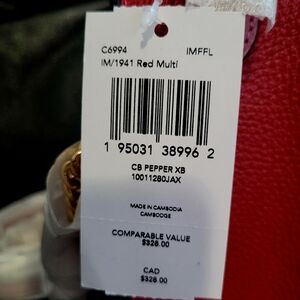 C6994 IMFFL
IM/1941 Red Multi
1 95031 38996 2
CB PEPPER XB
10011280JAX
MADE IN CAMBODIA
CAMBODGE
COMPARABLE VALUE
$328.00
CAD
$328.00